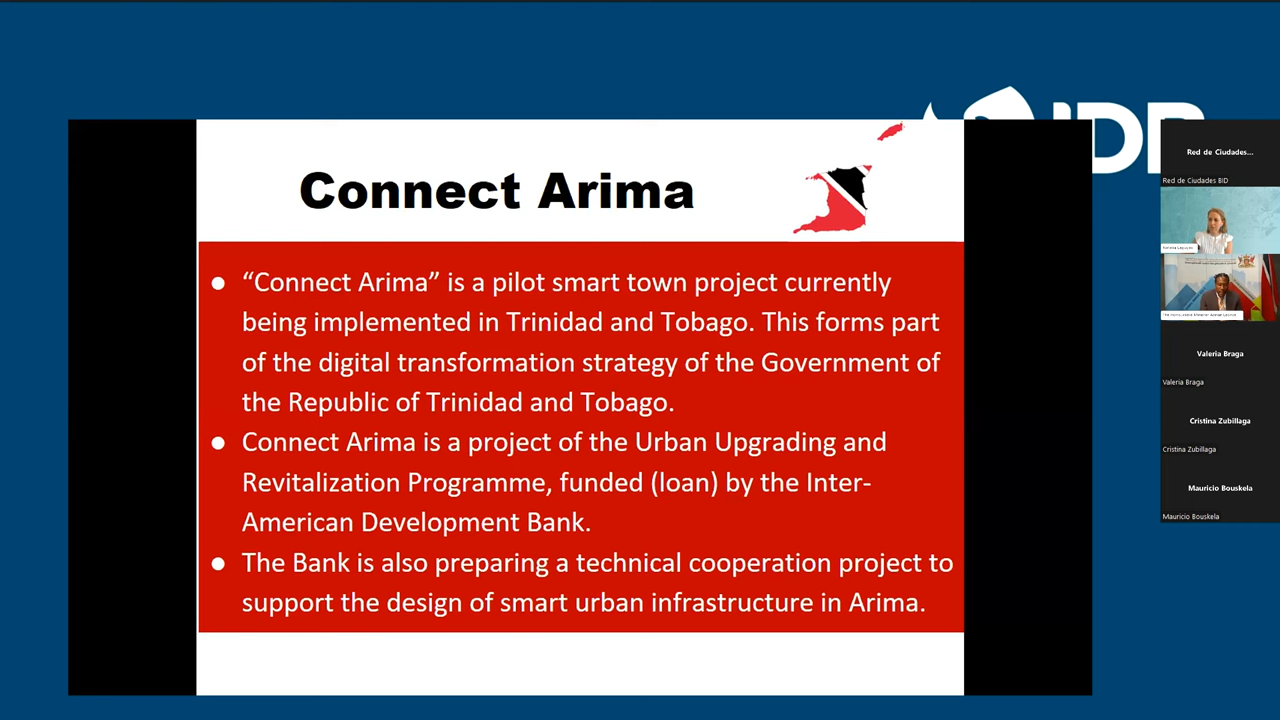 IDB
Connect Arima
“Connect Arima” is a pilot smart town project currently
being implemented in Trinidad and Tobago. This forms part
of the digital transformation strategy of the Government of
the Republic of Trinidad and Tobago.
Connect Arima is a project of the Urban Upgrading and
Revitalization Programme, funded (loan) by the Inter-
American Development Bank.
The Bank is also preparing a technical cooperation project to
support the design of smart urban infrastructure in Arima.
Red de Ciudades...
Red de Ciudades BID
Valeria Braga
Valeria Braga
Cristina Zubillaga
Cristina Zubillaga
Mauricio Bouskela
Mauricio Bouskela